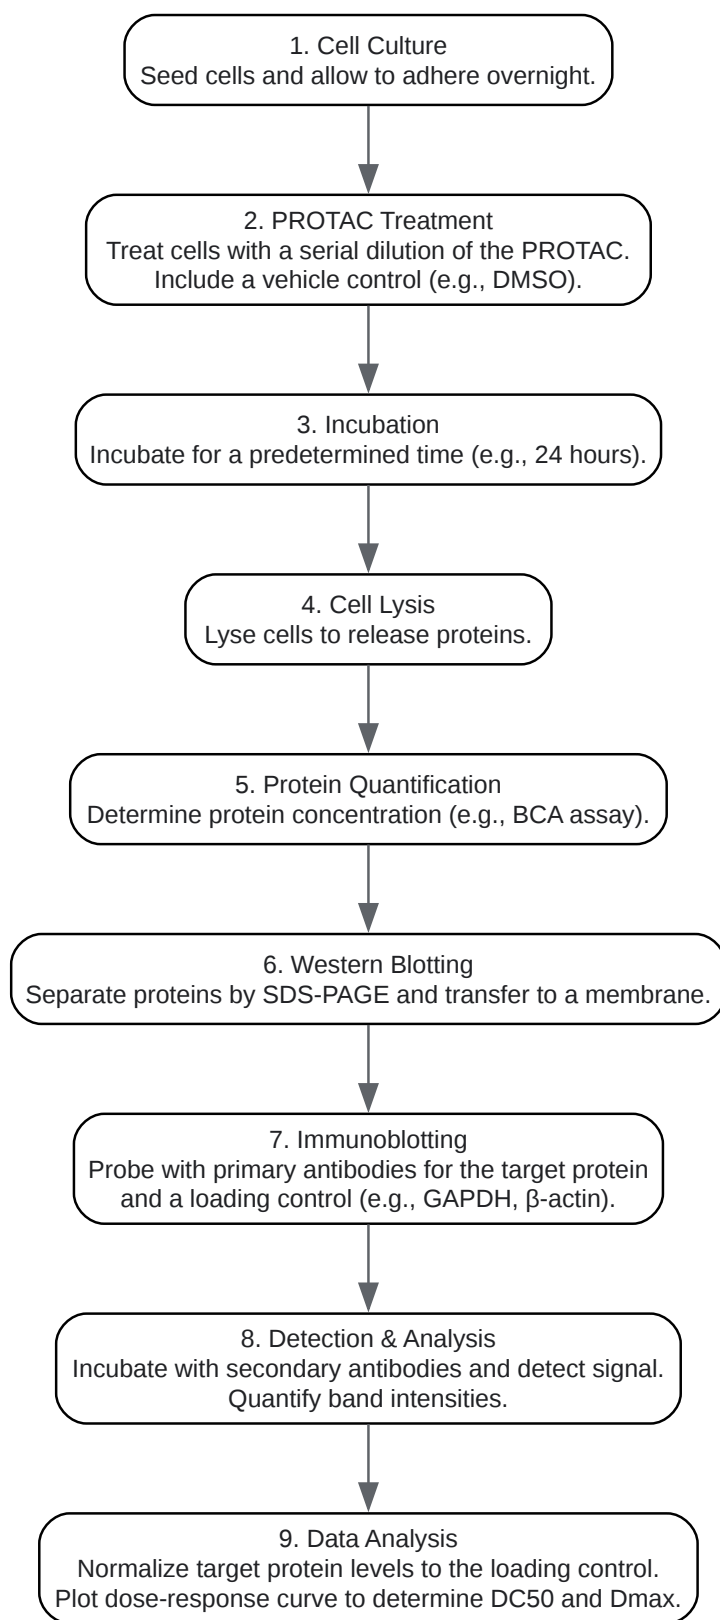 1. Cell Culture
Seed cells and allow to adhere overnight.
2. PROTAC Treatment
Treat cells with a serial dilution of the PROTAC.
Include a vehicle control (e.g., DMSO).
3. Incubation
Incubate for a predetermined time (e.g., 24 hours).
4. Cell Lysis
Lyse cells to release proteins.
5. Protein Quantification
Determine protein concentration (e.g., BCA assay).
6. Western Blotting
Separate proteins by SDS-PAGE and transfer to a membrane.
7. Immunoblotting
Probe with primary antibodies for the target protein
and a loading control (e.g., GAPDH, β-actin).
8. Detection & Analysis
Incubate with secondary antibodies and detect signal.
Quantify band intensities.
9. Data Analysis
Normalize target protein levels to the loading control.
Plot dose-response curve to determine DC50 and Dmax.